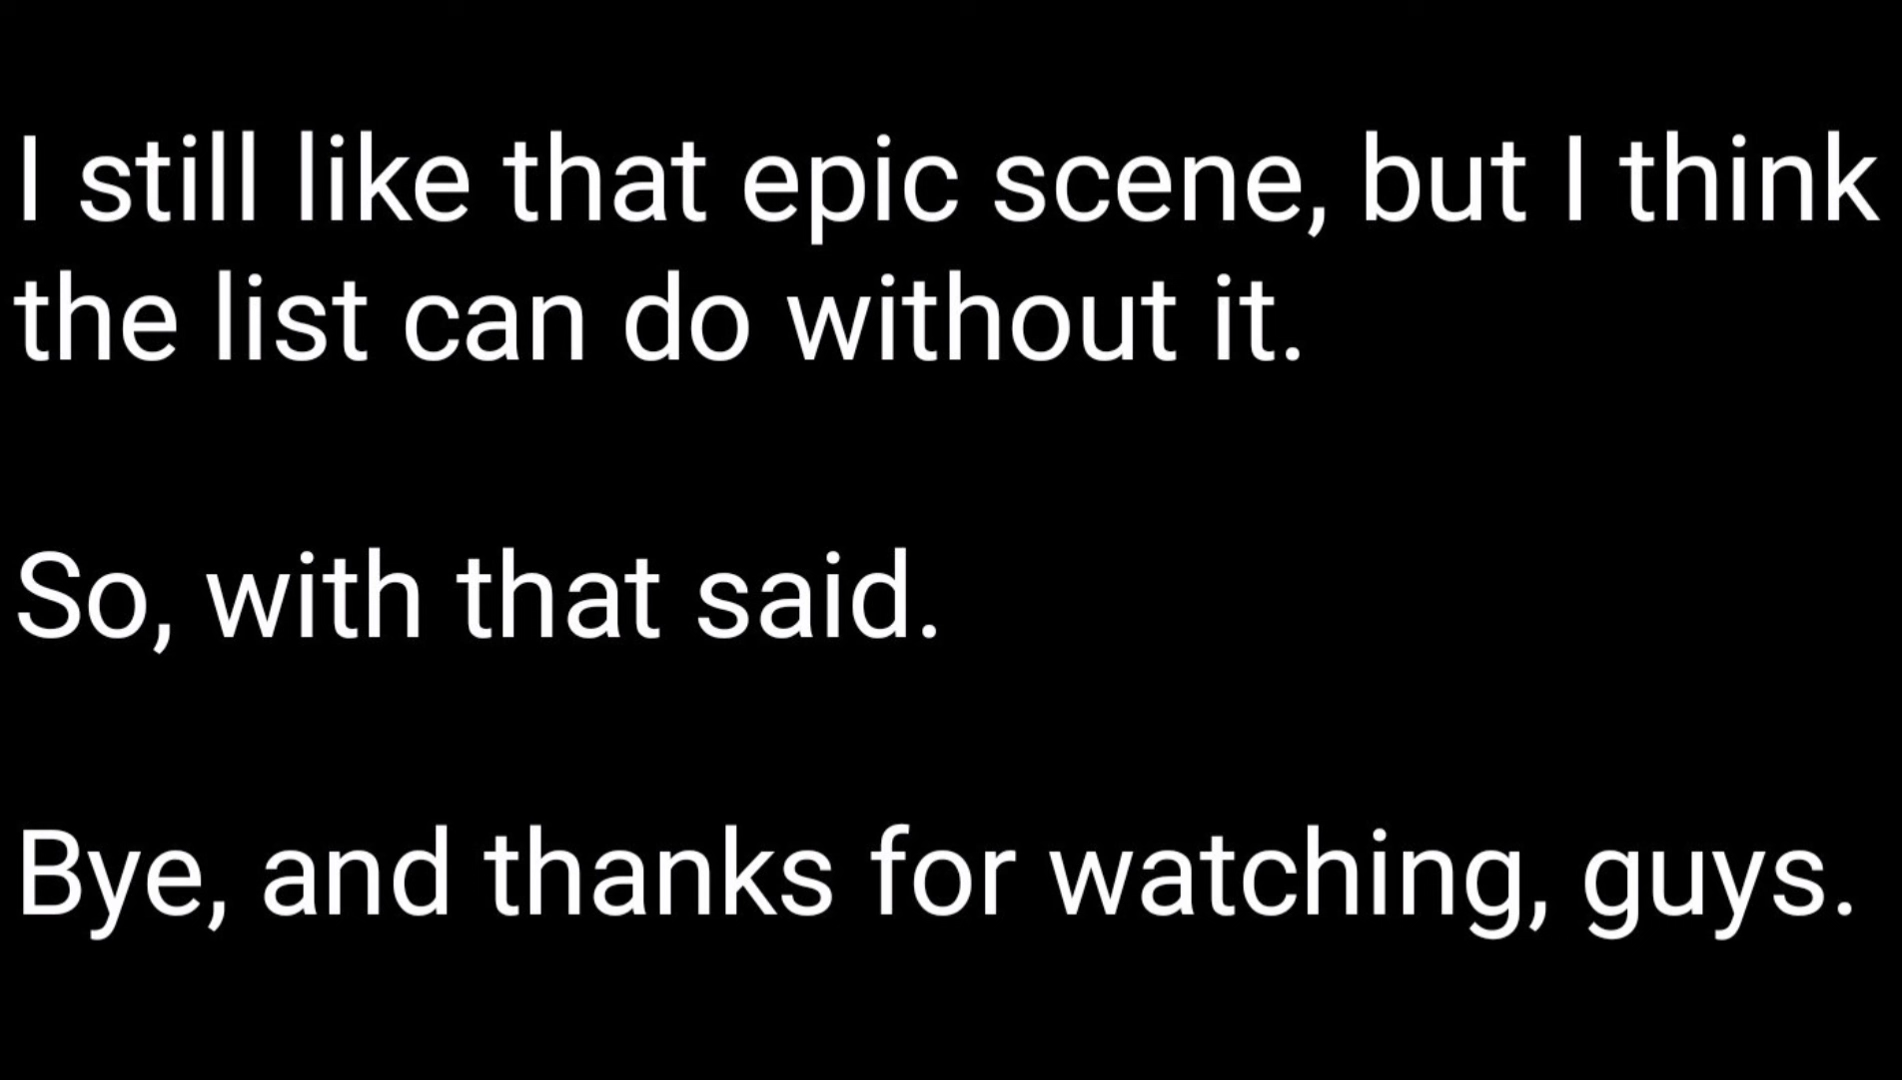 I still like that epic scene, but I think
the list can do without it.
So, with that said.
Bye, and thanks for watching, guys.